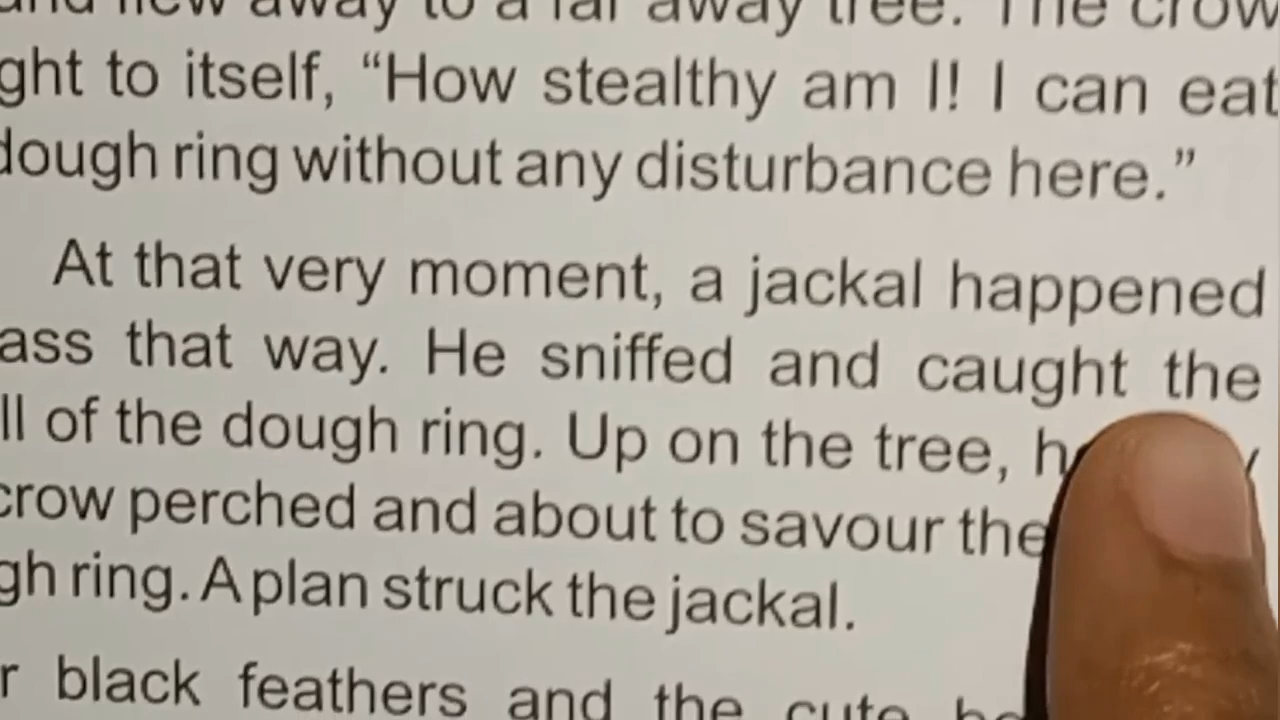 and flew away to a far away tree. The crow
ght to itself, “How stealthy am I! I can eat
dough ring without any disturbance here.”
At that very moment, a jackal happened
ass that way. He sniffed and caught the
ll of the dough ring. Up on the tree,
crow perched and about to savour the
gh ring. A plan struck the jackal.
r black feathers and the cute